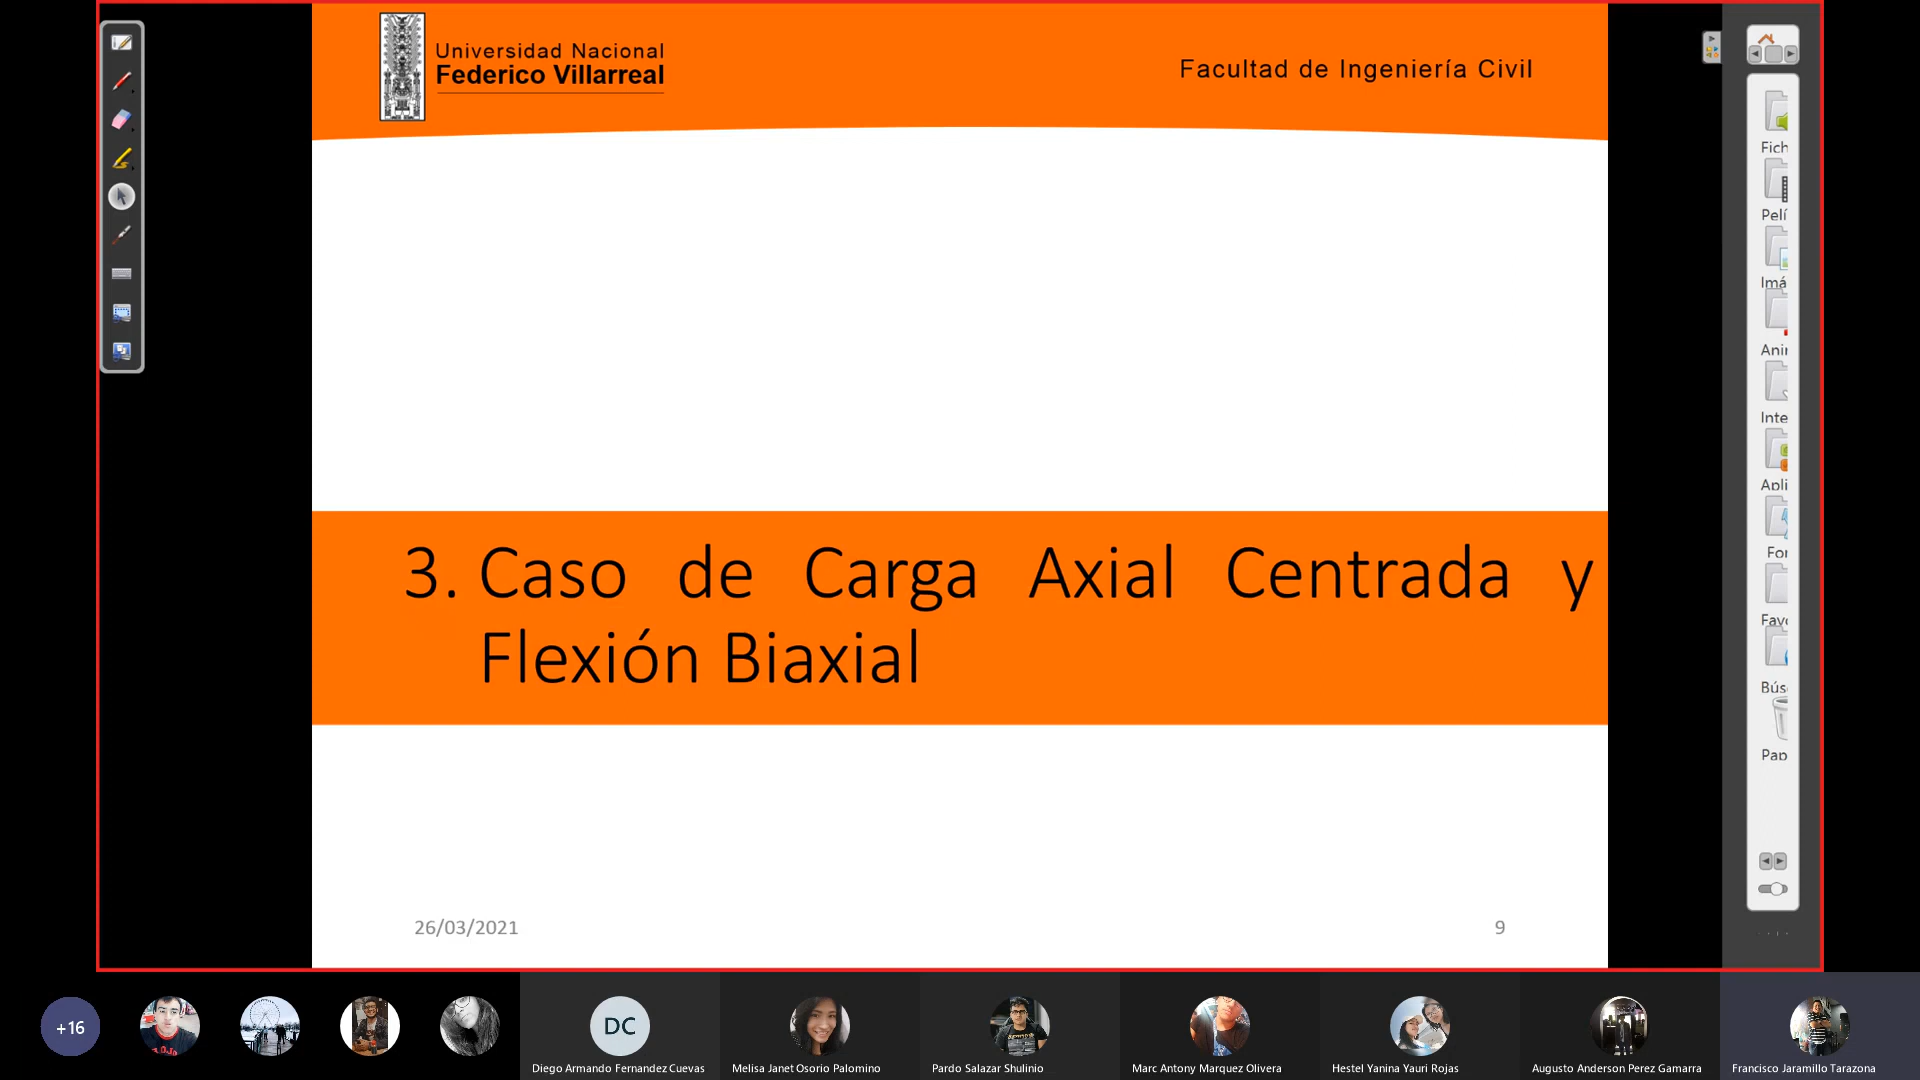 Universidad Nacional
Federico Villarreal
Facultad de Ingeniería Civil
3. Caso de Carga Axial Centrada y
Flexión Biaxial
26/03/2021
9
Fich
Pelí
Imá
Ani
Inte
Apli
For
Favo
Bús
Pap
+16
DC
Diego Armando Fernandez Cuevas
Melisa Janet Osorio Palomino
Pardo Salazar Shulinio
Marc Antony Marquez Olivera
Hestel Yanina Yauri Rojas
Augusto Anderson Perez Gamarra
Francisco Jaramillo Tarazona